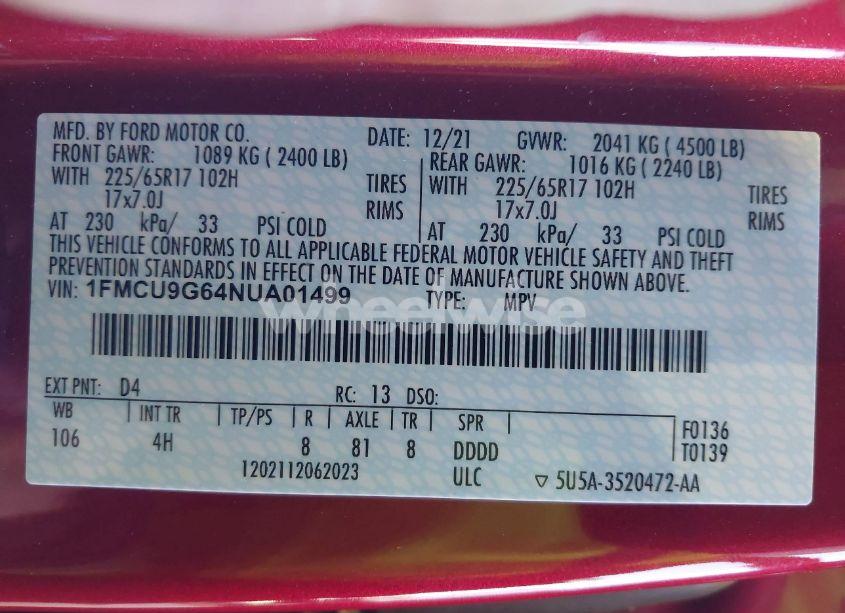 MFD. BY FORD MOTOR CO. DATE: 12/21 GVWR: 2041 KG ( 4500 LB)
FRONT GAWR: 1089 KG ( 2400 LB) REAR GAWR: 1016 KG ( 2240 LB)
WITH 225/65R17 102H TIRES WITH 225/65R17 102H TIRES
17x7.0J RIMS 17x7.0J RIMS
AT 230 kPa/ 33 PSI COLD AT 230 kPa/ 33 PSI COLD
THIS VEHICLE CONFORMS TO ALL APPLICABLE FEDERAL MOTOR VEHICLE SAFETY AND THEFT
PREVENTION STANDARDS IN EFFECT ON THE DATE OF MANUFACTURE SHOWN ABOVE.
VIN: 1FMCU9G64NUA01499 TYPE: MPV
wheelwise
EXT PNT: D4 RC: 13 DSO:
WB INT TR TP/PS R AXLE TR SPR
106 4H 8 81 8 DDDD
F0136
T0139
1202112062023 ULC ▽ 5U5A-3520472-AA